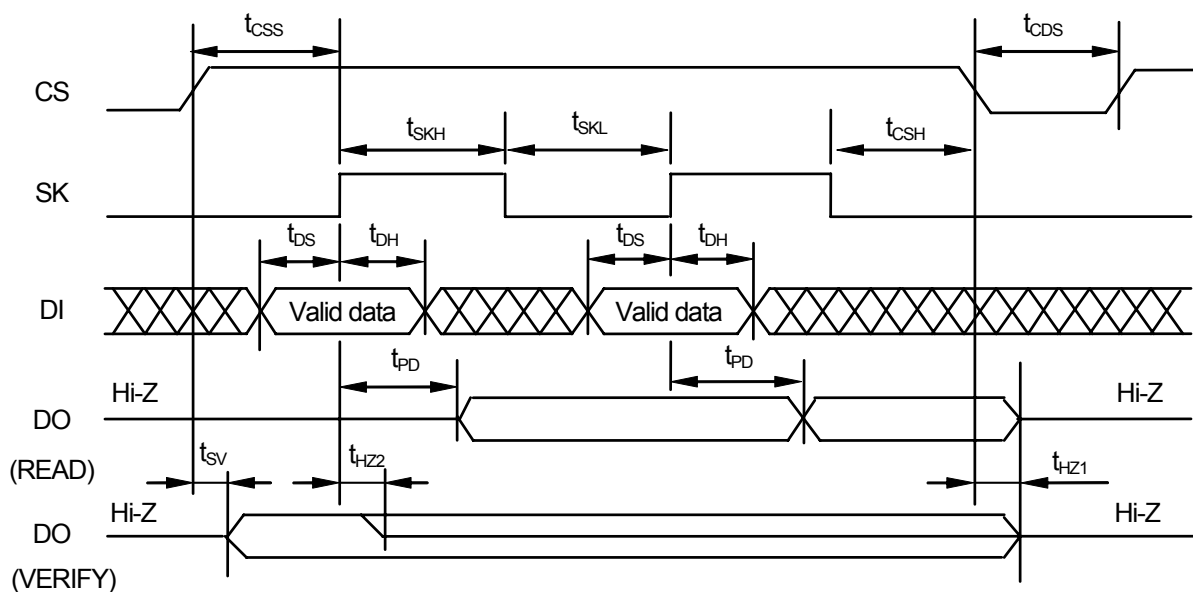 tCSS tCDS
CS
tSKH tSKL tCSH
SK
tDS tDH tDS tDH
DI Valid data Valid data
tPD tPD
Hi-Z Hi-Z
DO
(READ) tSV tHZ2 tHZ1
Hi-Z Hi-Z
DO
(VERIFY)